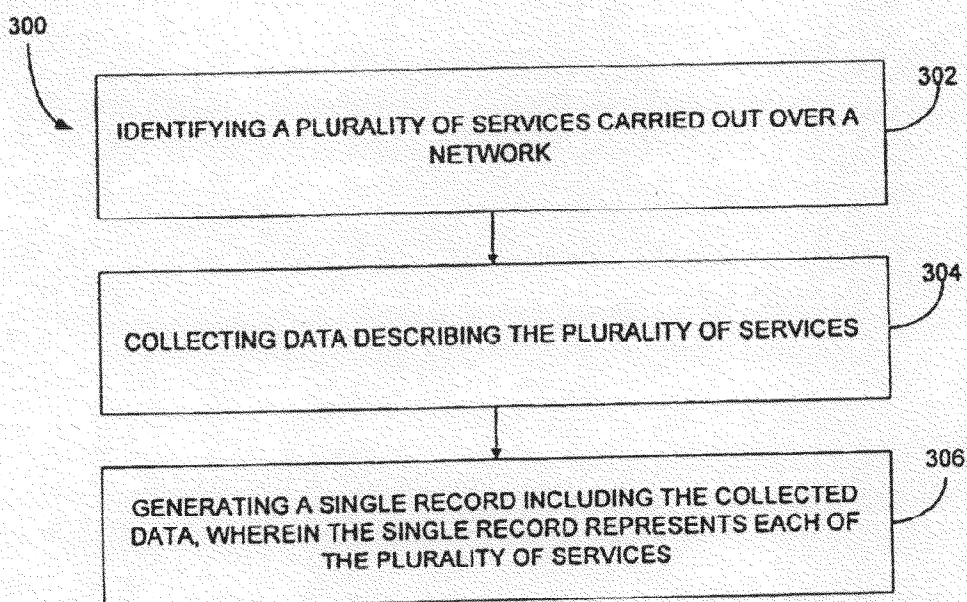 300
302
IDENTIFYING A PLURALITY OF SERVICES CARRIED OUT OVER A
NETWORK
304
COLLECTING DATA DESCRIBING THE PLURALITY OF SERVICES
306
GENERATING A SINGLE RECORD INCLUDING THE COLLECTED
DATA, WHEREIN THE SINGLE RECORD REPRESENTS EACH OF
THE PLURALITY OF SERVICES